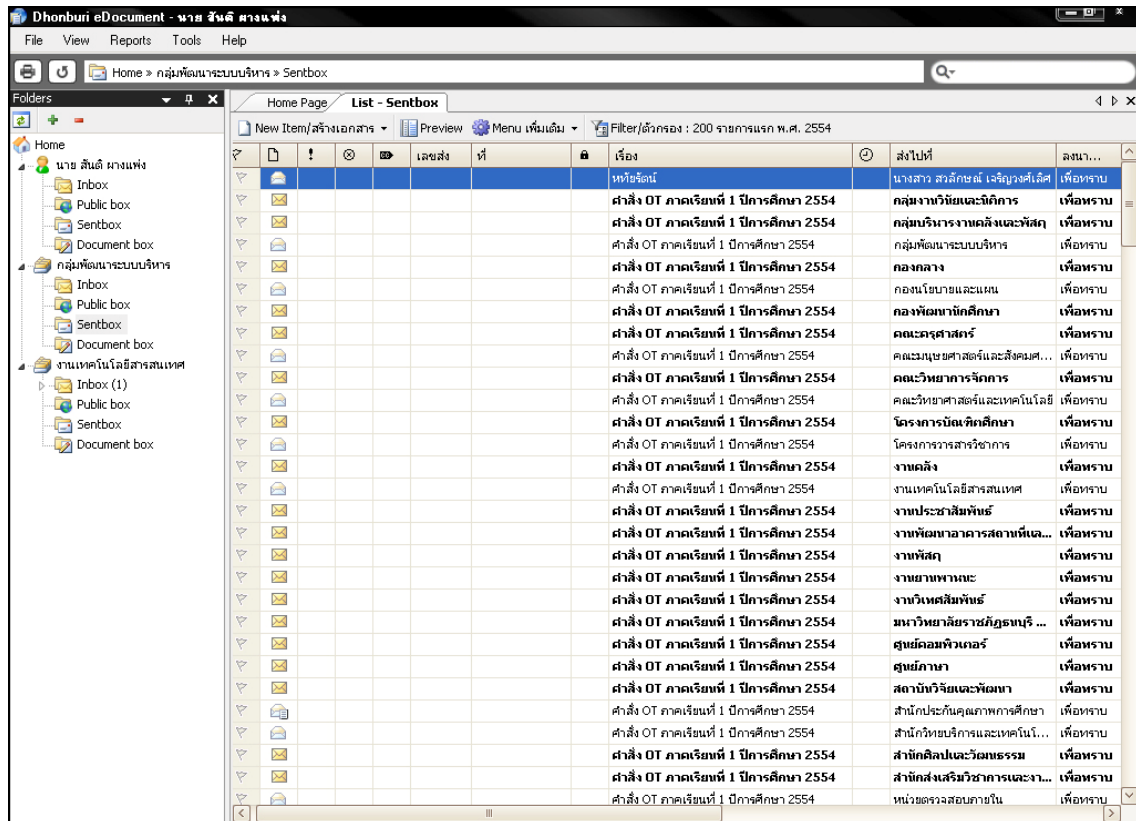 Dhonburi eDocument - นาย สันติ ผางแพ่ง
File View Reports Tools Help
Home » กลุ่มพัฒนาระบบบริหาร » Sentbox
Folders
Home
นาย สันติ ผางแพ่ง
Inbox
Public box
Sentbox
Document box
กลุ่มพัฒนาระบบบริหาร
Inbox
Public box
Sentbox
Document box
งานเทคโนโลยีสารสนเทศ
Inbox (1)
Public box
Sentbox
Document box
Home Page List - Sentbox
New Item/สร้างเอกสาร Preview Menu เพิ่มเติม Filter/ตัวกรอง : 200 รายการแรก พ.ศ. 2554
เลขส่ง ที่ เรื่อง ส่งไปที่ ลงนา...
หทัยรัตน์ นางสาว สวลักษณ์ เจริญวงศ์เลิศ เพื่อทราบ
คำสั่ง OT ภาคเรียนที่ 1 ปีการศึกษา 2554 กลุ่มงานวินัยและนิติการ เพื่อทราบ
คำสั่ง OT ภาคเรียนที่ 1 ปีการศึกษา 2554 กลุ่มบริหารงานคลังและพัสดุ เพื่อทราบ
คำสั่ง OT ภาคเรียนที่ 1 ปีการศึกษา 2554 กลุ่มพัฒนาระบบบริหาร เพื่อทราบ
คำสั่ง OT ภาคเรียนที่ 1 ปีการศึกษา 2554 กองกลาง เพื่อทราบ
คำสั่ง OT ภาคเรียนที่ 1 ปีการศึกษา 2554 กองนโยบายและแผน เพื่อทราบ
คำสั่ง OT ภาคเรียนที่ 1 ปีการศึกษา 2554 กองพัฒนานักศึกษา เพื่อทราบ
คำสั่ง OT ภาคเรียนที่ 1 ปีการศึกษา 2554 คณะครุศาสตร์ เพื่อทราบ
คำสั่ง OT ภาคเรียนที่ 1 ปีการศึกษา 2554 คณะมนุษยศาสตร์และสังคมศ... เพื่อทราบ
คำสั่ง OT ภาคเรียนที่ 1 ปีการศึกษา 2554 คณะวิทยาการจัดการ เพื่อทราบ
คำสั่ง OT ภาคเรียนที่ 1 ปีการศึกษา 2554 คณะวิทยาศาสตร์และเทคโนโลยี เพื่อทราบ
คำสั่ง OT ภาคเรียนที่ 1 ปีการศึกษา 2554 โครงการบัณฑิตศึกษา เพื่อทราบ
คำสั่ง OT ภาคเรียนที่ 1 ปีการศึกษา 2554 โครงการวารสารวิชาการ เพื่อทราบ
คำสั่ง OT ภาคเรียนที่ 1 ปีการศึกษา 2554 งานคลัง เพื่อทราบ
คำสั่ง OT ภาคเรียนที่ 1 ปีการศึกษา 2554 งานเทคโนโลยีสารสนเทศ เพื่อทราบ
คำสั่ง OT ภาคเรียนที่ 1 ปีการศึกษา 2554 งานประชาสัมพันธ์ เพื่อทราบ
คำสั่ง OT ภาคเรียนที่ 1 ปีการศึกษา 2554 งานพัฒนาอาคารสถานที่แล... เพื่อทราบ
คำสั่ง OT ภาคเรียนที่ 1 ปีการศึกษา 2554 งานพัสดุ เพื่อทราบ
คำสั่ง OT ภาคเรียนที่ 1 ปีการศึกษา 2554 งานยานพาหนะ เพื่อทราบ
คำสั่ง OT ภาคเรียนที่ 1 ปีการศึกษา 2554 งานวิเทศสัมพันธ์ เพื่อทราบ
คำสั่ง OT ภาคเรียนที่ 1 ปีการศึกษา 2554 มหาวิทยาลัยราชภัฏธนบุรี ... เพื่อทราบ
คำสั่ง OT ภาคเรียนที่ 1 ปีการศึกษา 2554 ศูนย์คอมพิวเตอร์ เพื่อทราบ
คำสั่ง OT ภาคเรียนที่ 1 ปีการศึกษา 2554 ศูนย์ภาษา เพื่อทราบ
คำสั่ง OT ภาคเรียนที่ 1 ปีการศึกษา 2554 สถาบันวิจัยและพัฒนา เพื่อทราบ
คำสั่ง OT ภาคเรียนที่ 1 ปีการศึกษา 2554 สำนักประกันคุณภาพการศึกษา เพื่อทราบ
คำสั่ง OT ภาคเรียนที่ 1 ปีการศึกษา 2554 สำนักวิทยบริการและเทคโนโ... เพื่อทราบ
คำสั่ง OT ภาคเรียนที่ 1 ปีการศึกษา 2554 สำนักศิลปและวัฒนธรรม เพื่อทราบ
คำสั่ง OT ภาคเรียนที่ 1 ปีการศึกษา 2554 สำนักส่งเสริมวิชาการและงา... เพื่อทราบ
คำสั่ง OT ภาคเรียนที่ 1 ปีการศึกษา 2554 หน่วยตรวจสอบภายใน เพื่อทราบ